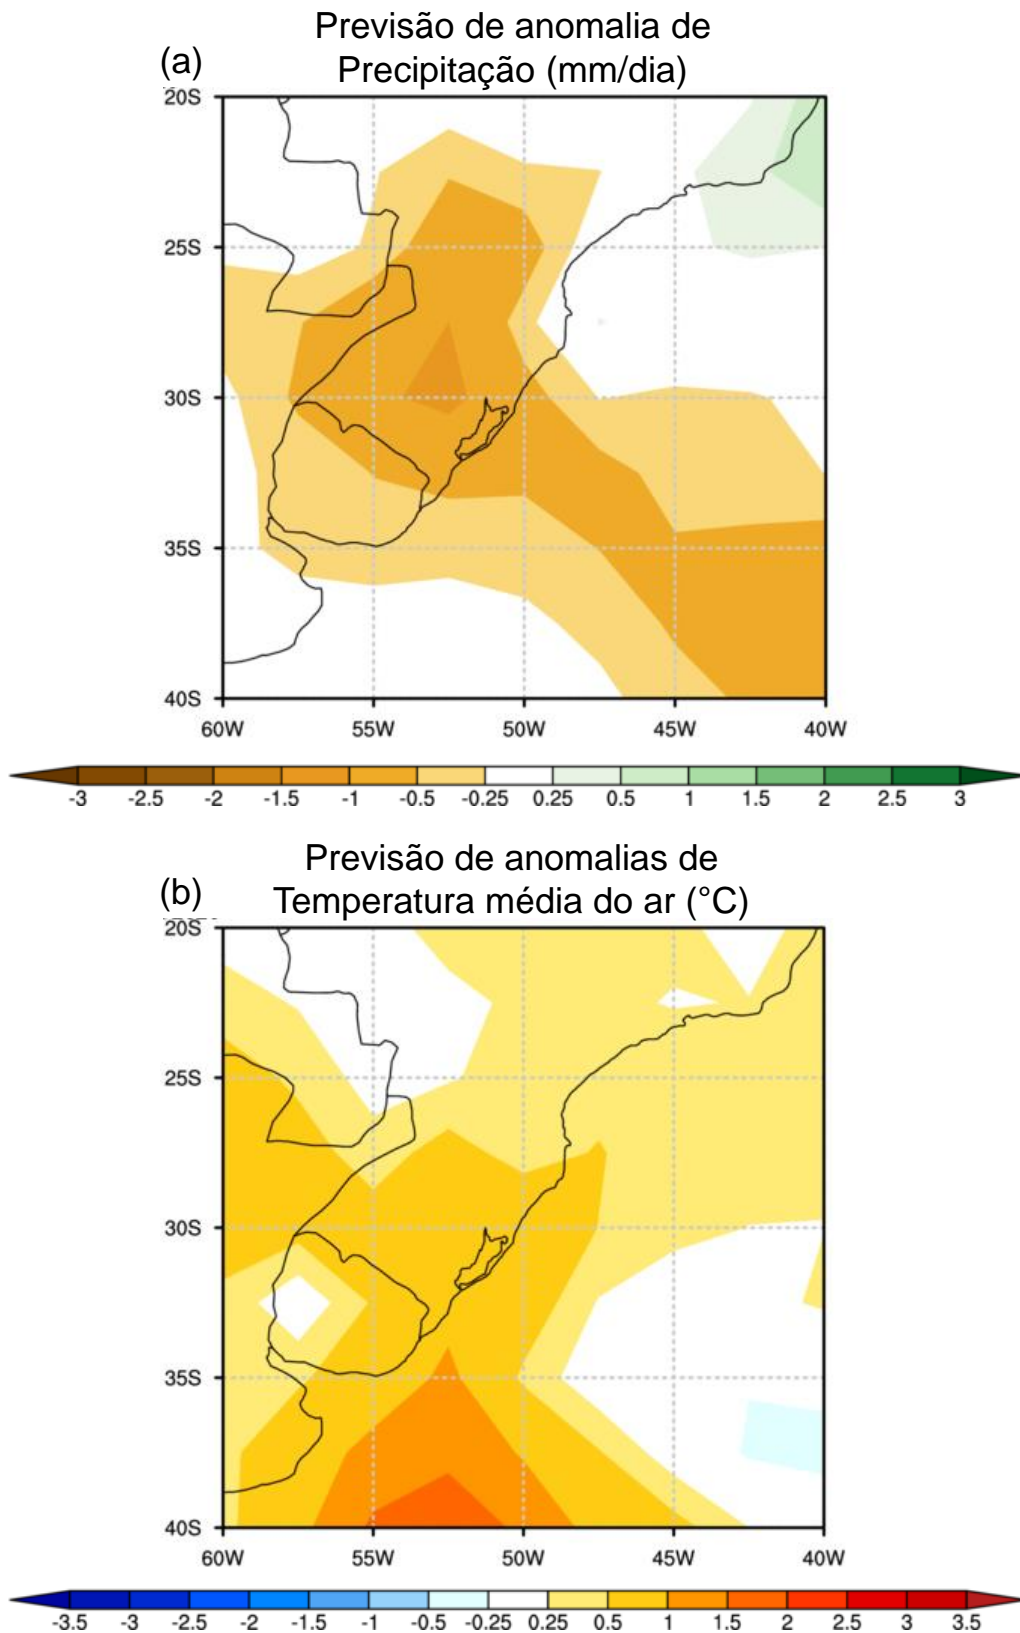 Previsão de anomalia de
(a) Precipitação (mm/dia)
20S
25S
30S
35S
40S
60W 55W 50W 45W 40W
-3 -2.5 -2 -1.5 -1 -0.5 -0.25 0.25 0.5 1 1.5 2 2.5 3
Previsão de anomalias de
(b) Temperatura média do ar (°C)
20S
25S
30S
35S
40S
60W 55W 50W 45W 40W
-3.5 -3 -2.5 -2 -1.5 -1 -0.5 -0.25 0.25 0.5 1 1.5 2 2.5 3 3.5